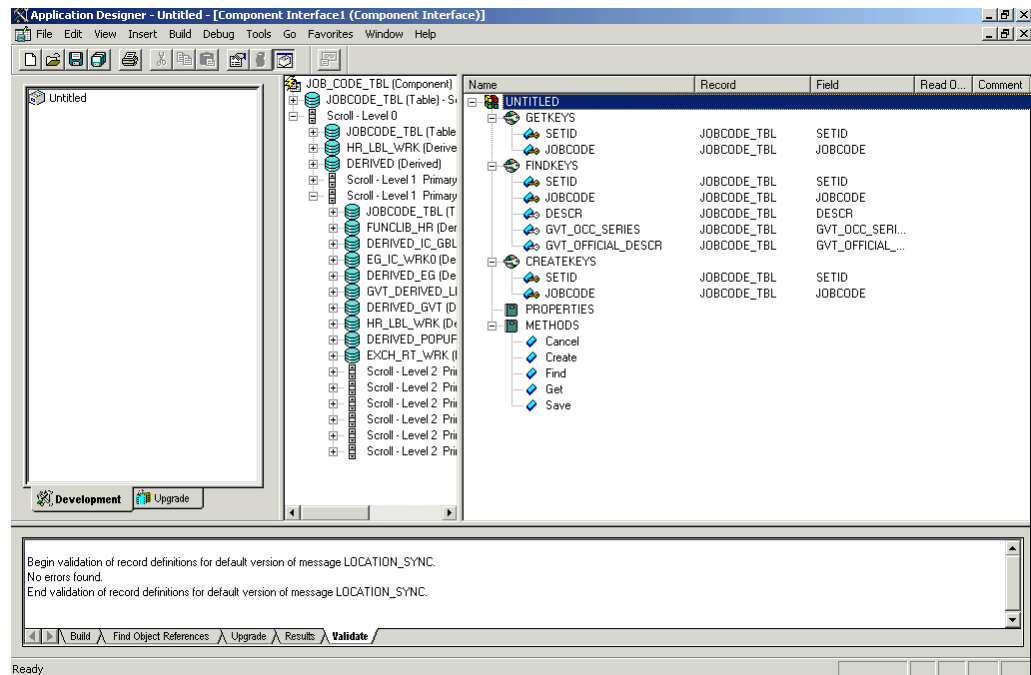 Application Designer - Untitled - [Component Interface1 (Component Interface)]
File Edit View Insert Build Debug Tools Go Favorites Window Help
Untitled
Development
Upgrade
JOB_CODE_TBL (Component)
JOBCODE_TBL (Table) - S
Scroll - Level 0
JOBCODE_TBL (Table
HR_LBL_WRK (Derive
DERIVED (Derived)
Scroll - Level 1 Primary
Scroll - Level 1 Primary
JOBCODE_TBL (T
FUNCLIB_HR (Der
DERIVED_IC_GBL
EG_IC_WRK0 (De
DERIVED_EG (De
GVT_DERIVED_LI
DERIVED_GVT (D
HR_LBL_WRK (De
DERIVED_POPUF
EXCH_RT_WRK (
Scroll - Level 2 Pri
Scroll - Level 2 Pri
Scroll - Level 2 Pri
Scroll - Level 2 Pri
Scroll - Level 2 Pri
Scroll - Level 2 Pri
Name Record Field Read O... Comment
UNTITLED
GETKEYS
SETID JOBCODE_TBL SETID
JOBCODE JOBCODE_TBL JOBCODE
FINDKEYS
SETID JOBCODE_TBL SETID
JOBCODE JOBCODE_TBL JOBCODE
DESCR JOBCODE_TBL DESCR
GVT_OCC_SERIES JOBCODE_TBL GVT_OCC_SERI...
GVT_OFFICIAL_DESCR JOBCODE_TBL GVT_OFFICIAL_...
CREATEKEYS
SETID JOBCODE_TBL SETID
JOBCODE JOBCODE_TBL JOBCODE
PROPERTIES
METHODS
Cancel
Create
Find
Get
Save
Begin validation of record definitions for default version of message LOCATION_SYNC.
No errors found.
End validation of record definitions for default version of message LOCATION_SYNC.
Build Find Object References Upgrade Results Validate
Ready